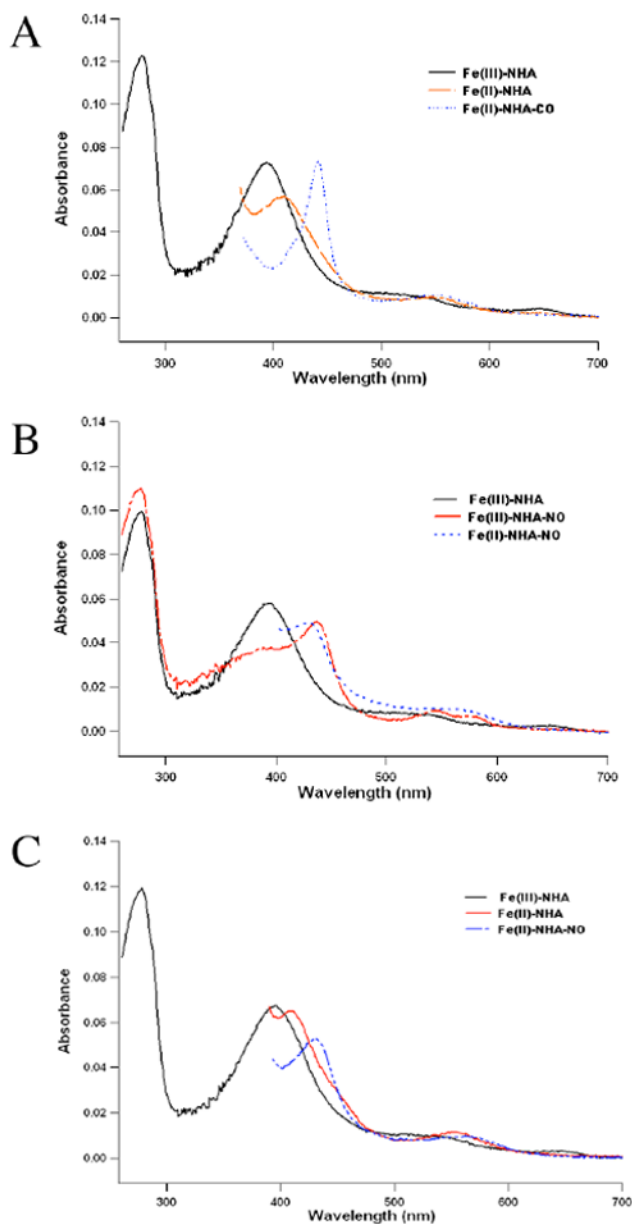 A
0.14
0.12
0.10
0.08
0.06
0.04
0.02
0.00
Absorbance
Fe(III)-NHA
Fe(II)-NHA
Fe(II)-NHA-CO
300 400 500 600 700
Wavelength (nm)
B
0.14
0.12
0.10
0.08
0.06
0.04
0.02
0.00
Absorbance
Fe(III)-NHA
Fe(III)-NHA-NO
Fe(II)-NHA-NO
300 400 500 600 700
Wavelength (nm)
C
0.14
0.12
0.10
0.08
0.06
0.04
0.02
0.00
Absorbance
Fe(III)-NHA
Fe(II)-NHA
Fe(II)-NHA-NO
300 400 500 600 700
Wavelength (nm)